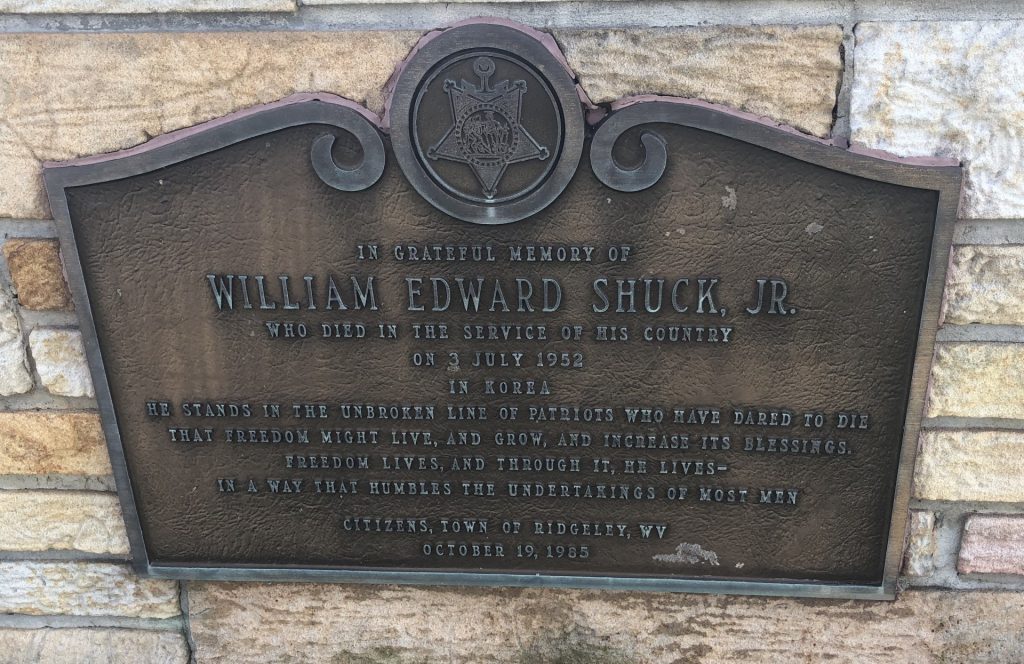 IN GRATEFUL MEMORY OF
WILLIAM EDWARD SHUCK, JR.
WHO DIED IN THE SERVICE OF HIS COUNTRY
ON 3 JULY 1952
IN KOREA
HE STANDS IN THE UNBROKEN LINE OF PATRIOTS WHO HAVE DARED TO DIE
THAT FREEDOM MIGHT LIVE, AND GROW, AND INCREASE ITS BLESSINGS.
FREEDOM LIVES, AND THROUGH IT, HE LIVES–
IN A WAY THAT HUMBLES THE UNDERTAKINGS OF MOST MEN
CITIZENS, TOWN OF RIDGELEY, WV
OCTOBER 19, 1985